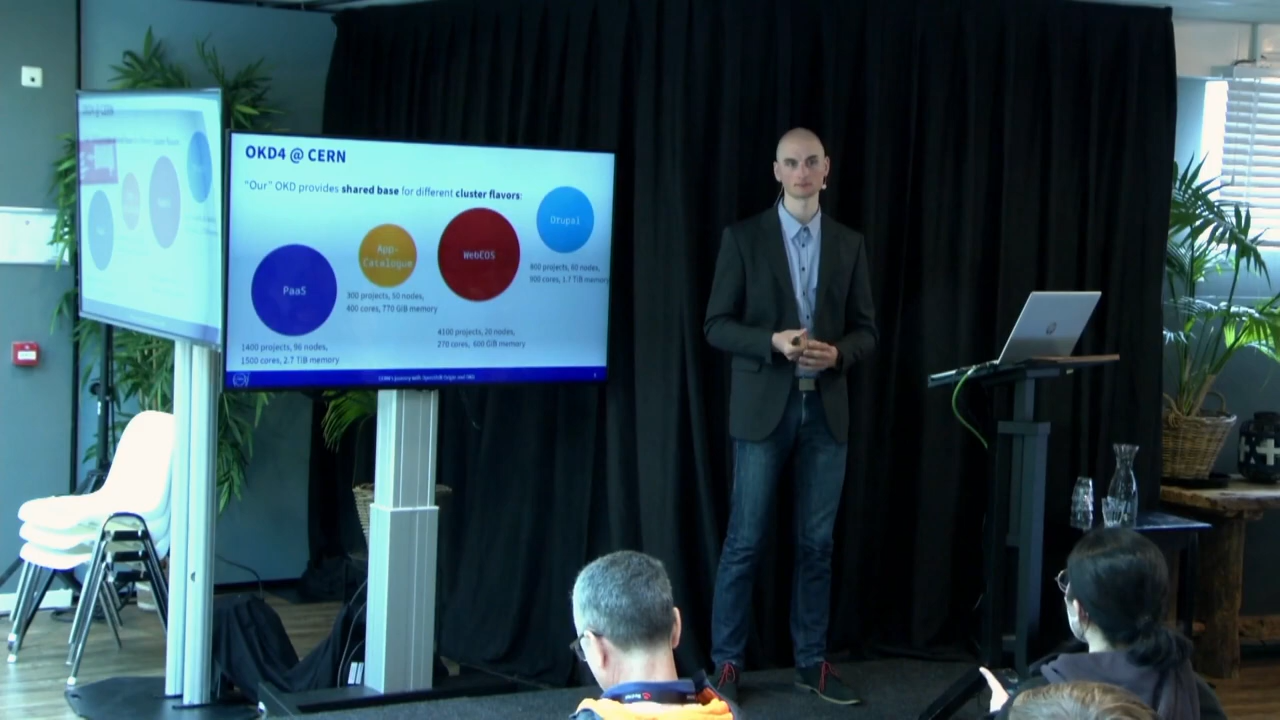 OKD4 @ CERN
"Our" OKD provides shared base for different cluster flavors:
PaaS
1400 projects, 96 nodes,
1500 cores, 2.7 TiB memory
App-
Catalogue
300 projects, 50 nodes,
400 cores, 770 GiB memory
WebEOS
4100 projects, 20 nodes,
270 cores, 600 GiB memory
Drupal
800 projects, 60 nodes,
900 cores, 1.7 TiB memory